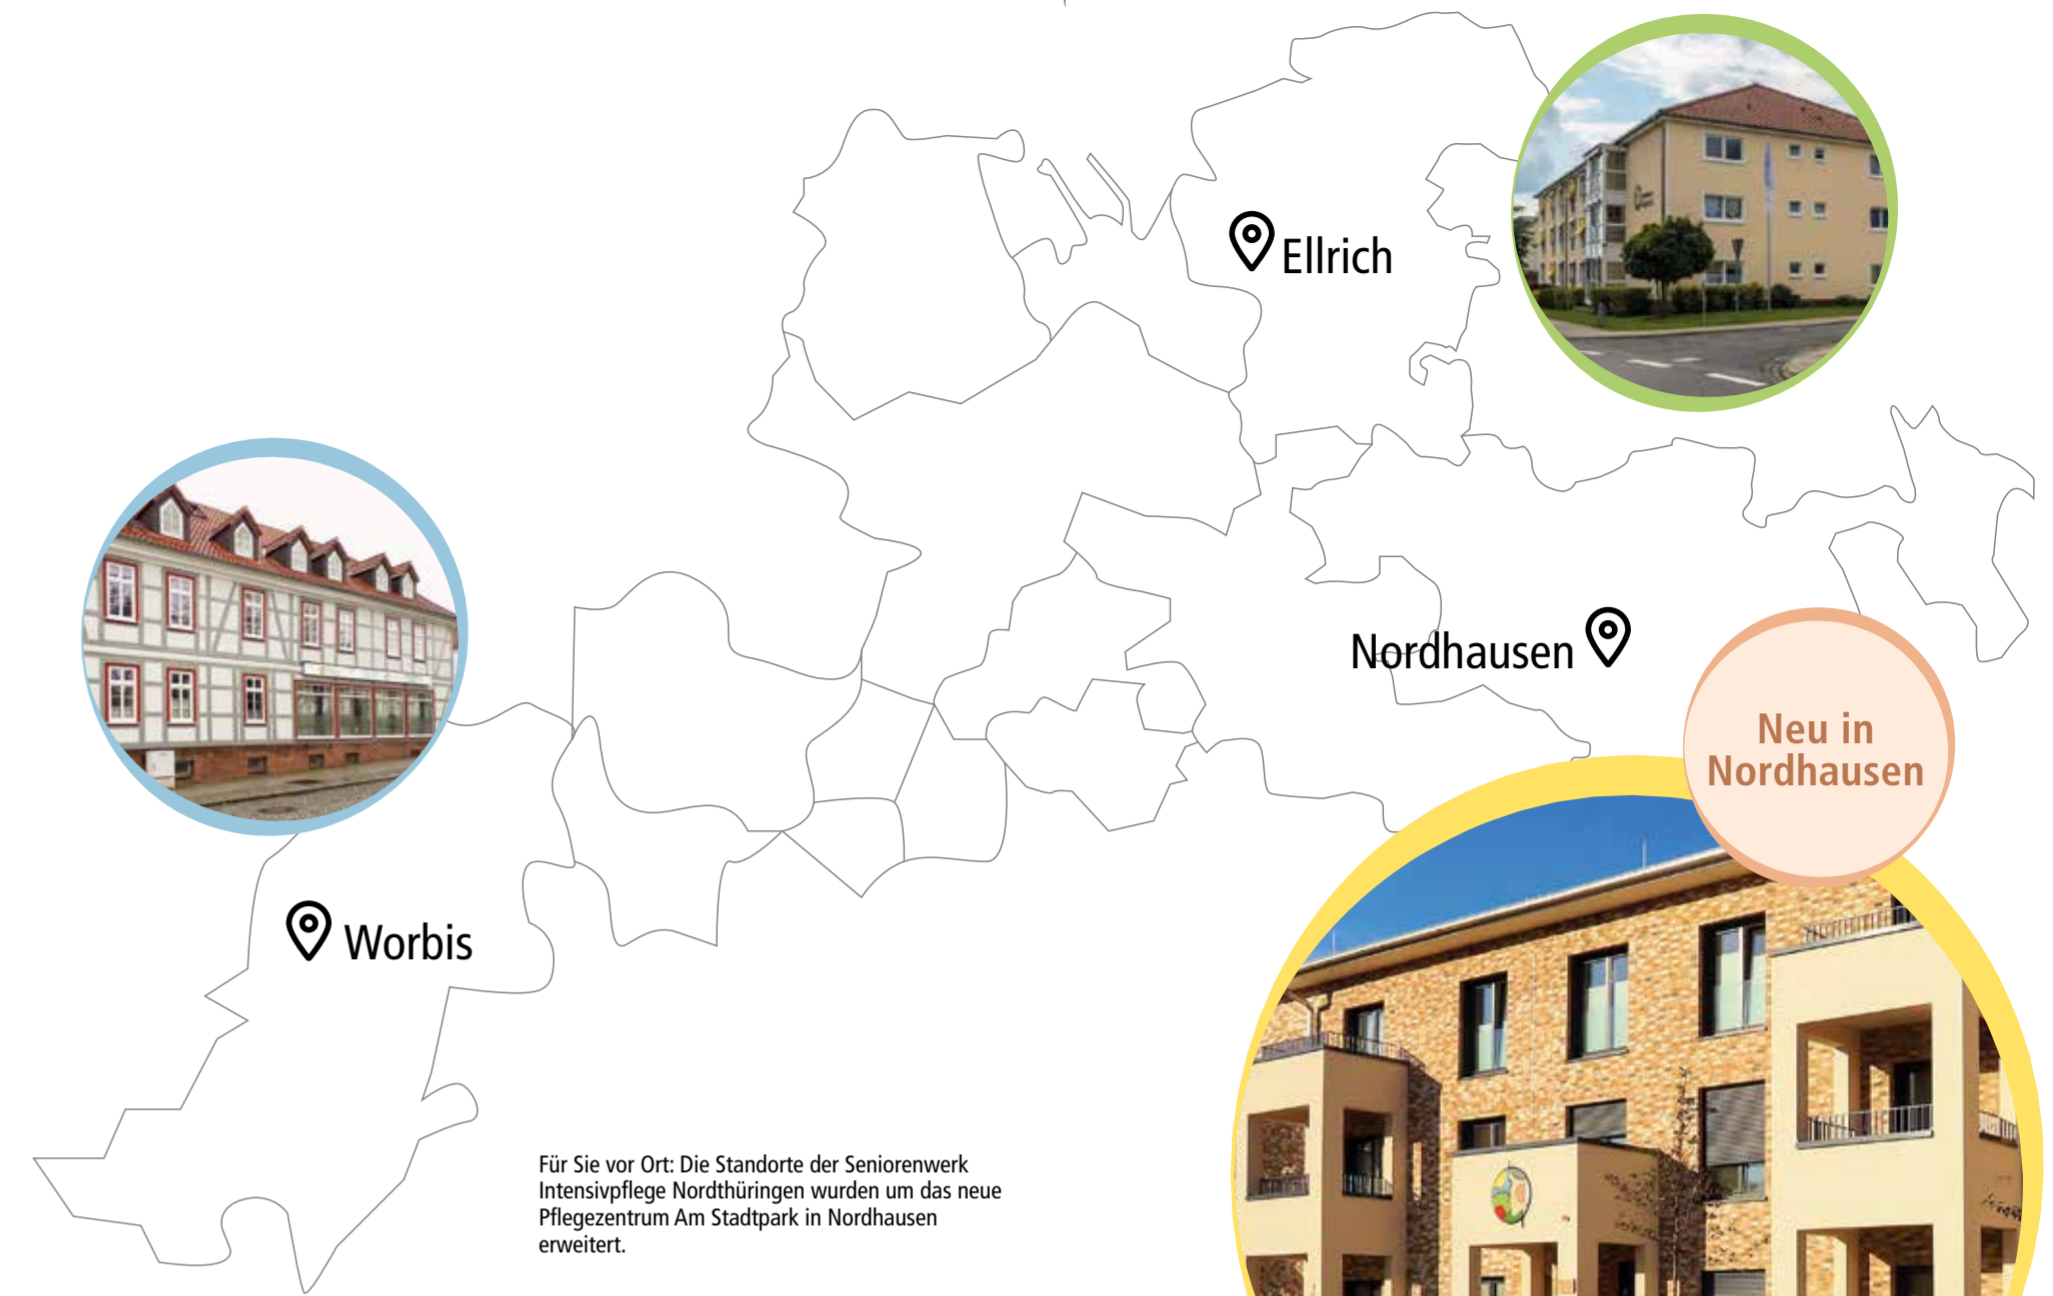 Ellrich
Nordhausen
Neu in
Nordhausen
Worbis
Für Sie vor Ort: Die Standorte der Seniorenwerk
Intensivpflege Nordthüringen wurden um das neue
Pflegezentrum Am Stadtpark in Nordhausen
erweitert.